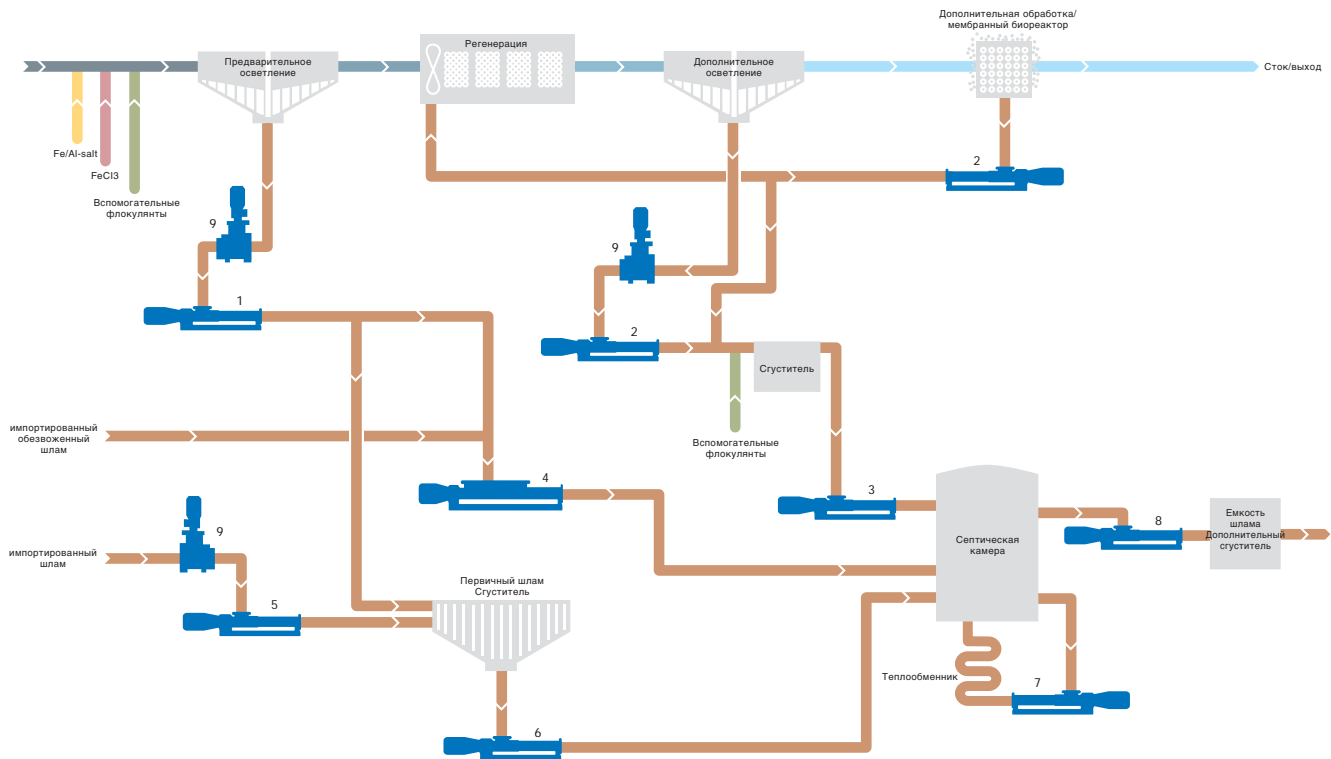 Дополнительная обработка/
мембранный биореактор
Регенерация
Предварительное
осветление
Дополнительное
осветление
Сток/выход
Fe/Al-salt
FeCl3
Вспомогательные
флокулянты
2
9
9
1
2
Сгуститель
импортированный
обезвоженный
шлам
Вспомогательные
флокулянты
4
3
Септическая
камера
8
Емкость
шлама
Дополнительный
сгуститель
9
импортированный
шлам
5
Первичный шлам
Сгуститель
Теплообменник
7
6